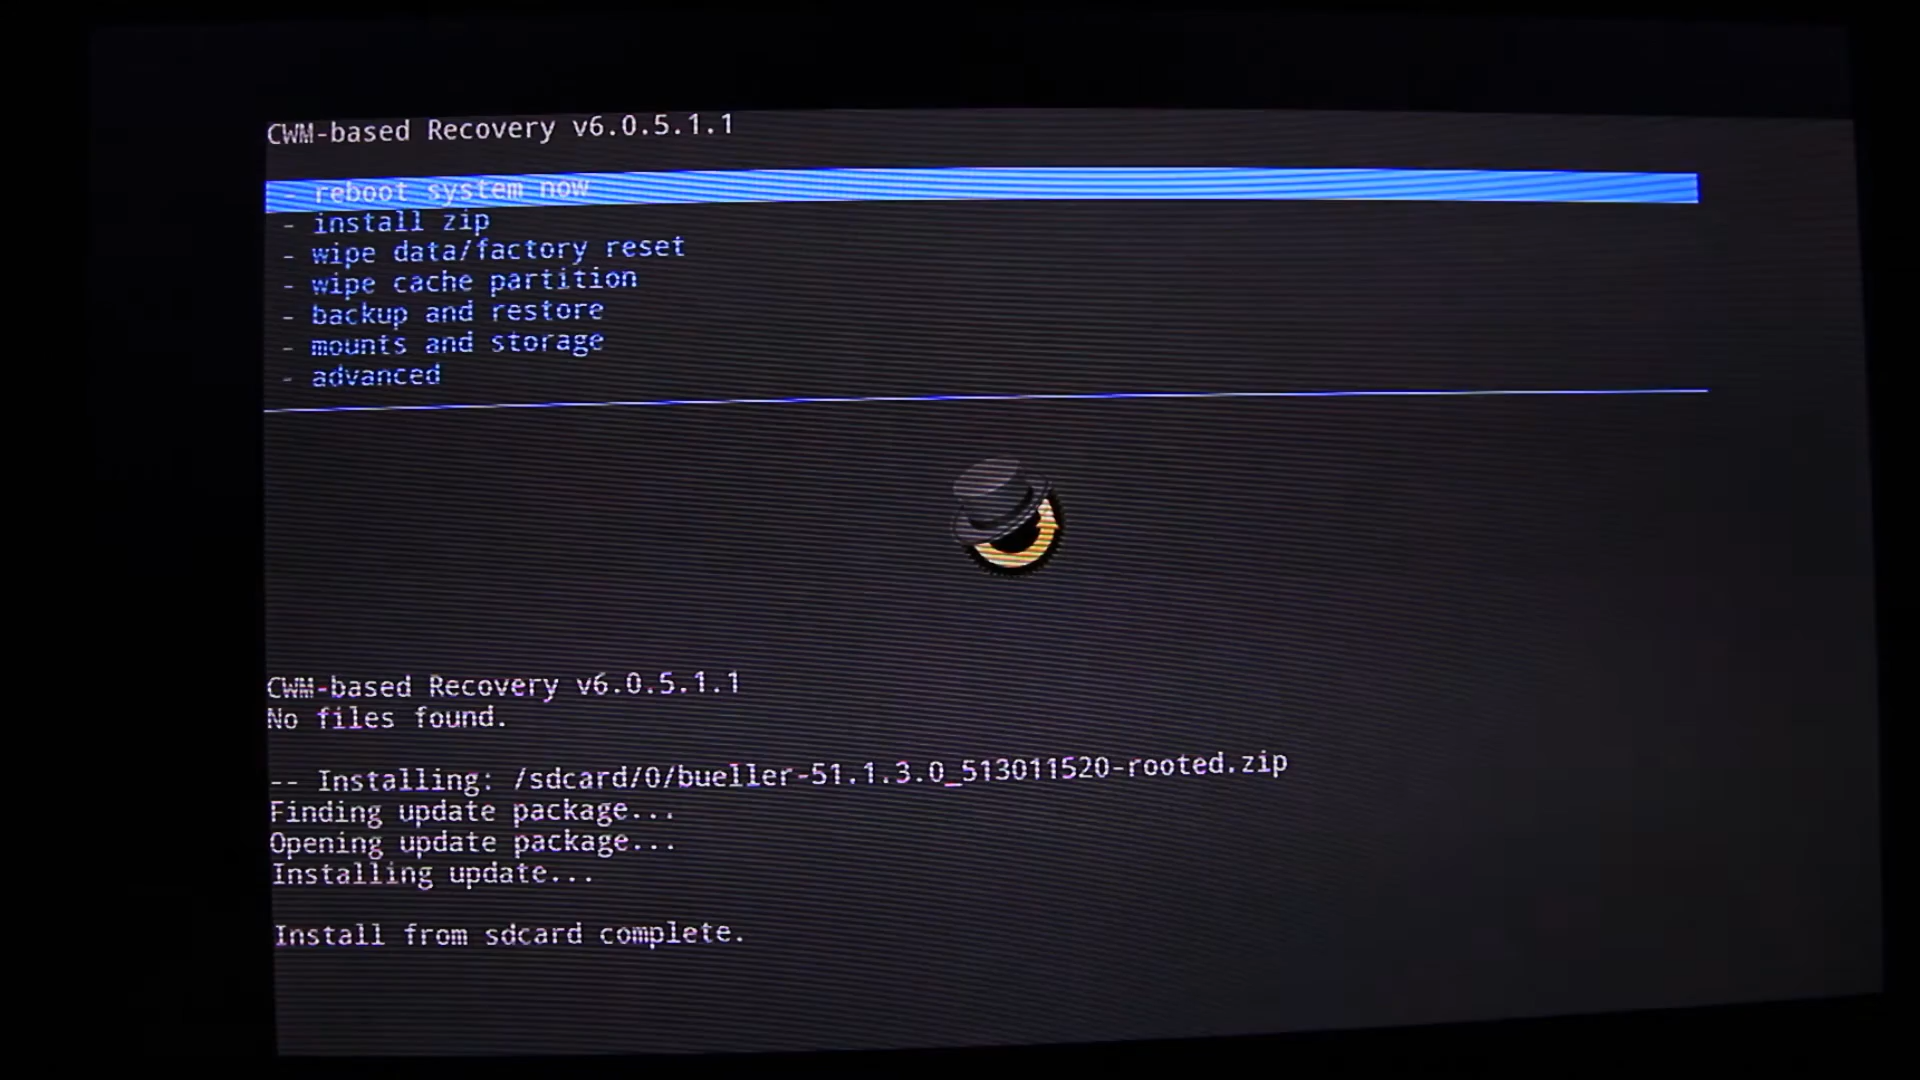 CWM-based Recovery v6.0.5.1.1
- reboot system now
- install zip
- wipe data/factory reset
- wipe cache partition
- backup and restore
- mounts and storage
- advanced
CWM-based Recovery v6.0.5.1.1
No files found.
-- Installing: /sdcard/0/bueller-51.1.3.0_513011520-rooted.zip
Finding update package...
Opening update package...
Installing update...
Install from sdcard complete.